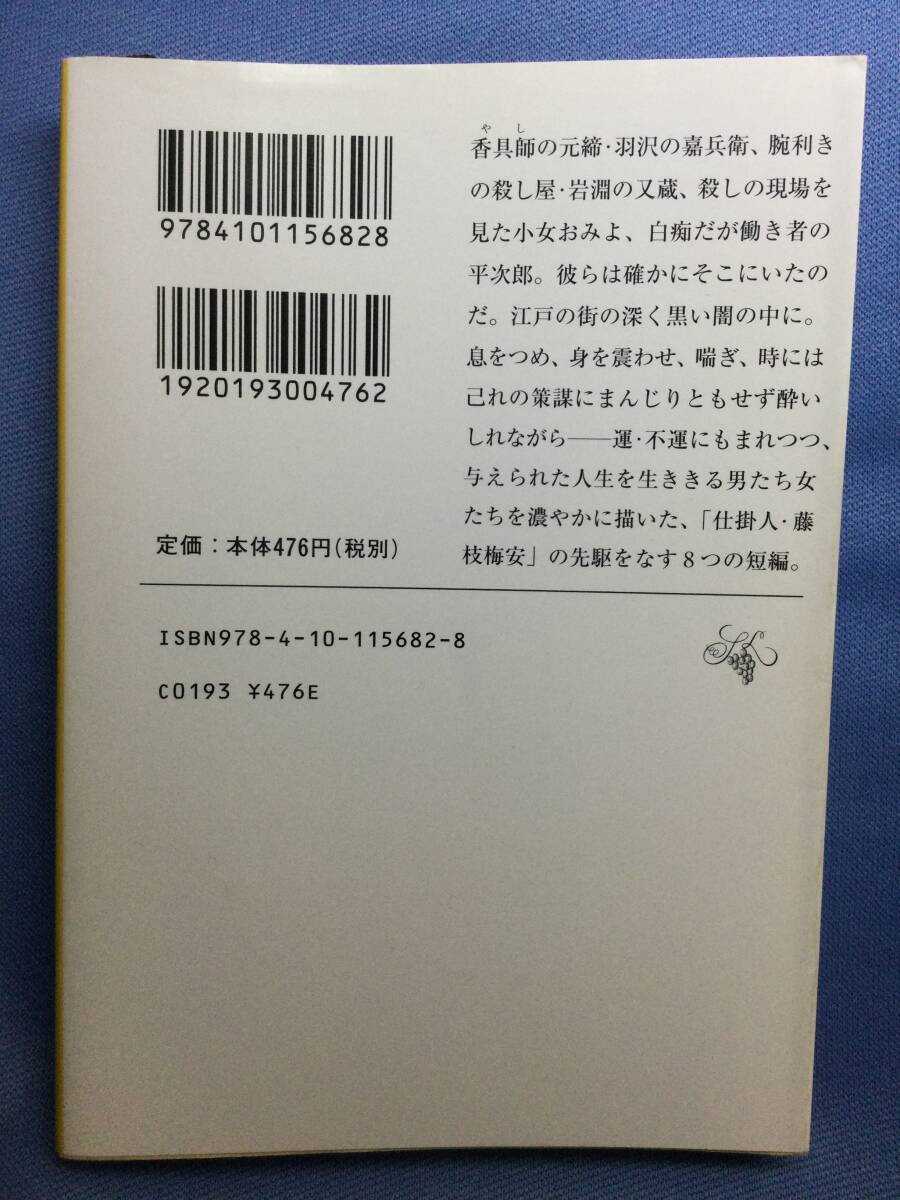 9784101156828
1920193004762
定価：本体476円(税別)
やし
香具師の元締・羽沢の嘉兵衛、腕利き
の殺し屋・岩淵の又蔵、殺しの現場を
見た小女おみよ、白痴だが働き者の
平次郎。彼らは確かにそこにいたの
だ。江戸の街の深く黒い闇の中に。
息をつめ、身を震わせ、喘ぎ、時には
己れの策謀にまんじりともせず酔い
しれながら――運・不運にもまれつつ、
与えられた人生を生ききる男たち女
たちを濃やかに描いた、「仕掛人・藤
枝梅安」の先駆をなす8つの短編。
ISBN978-4-10-115682-8
C0193 ¥476E